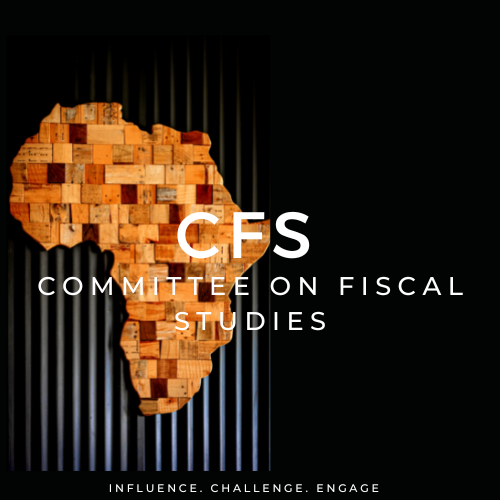 CFS
COMMITTEE ON FISCAL
STUDIES
INFLUENCE. CHALLENGE. ENGAGE